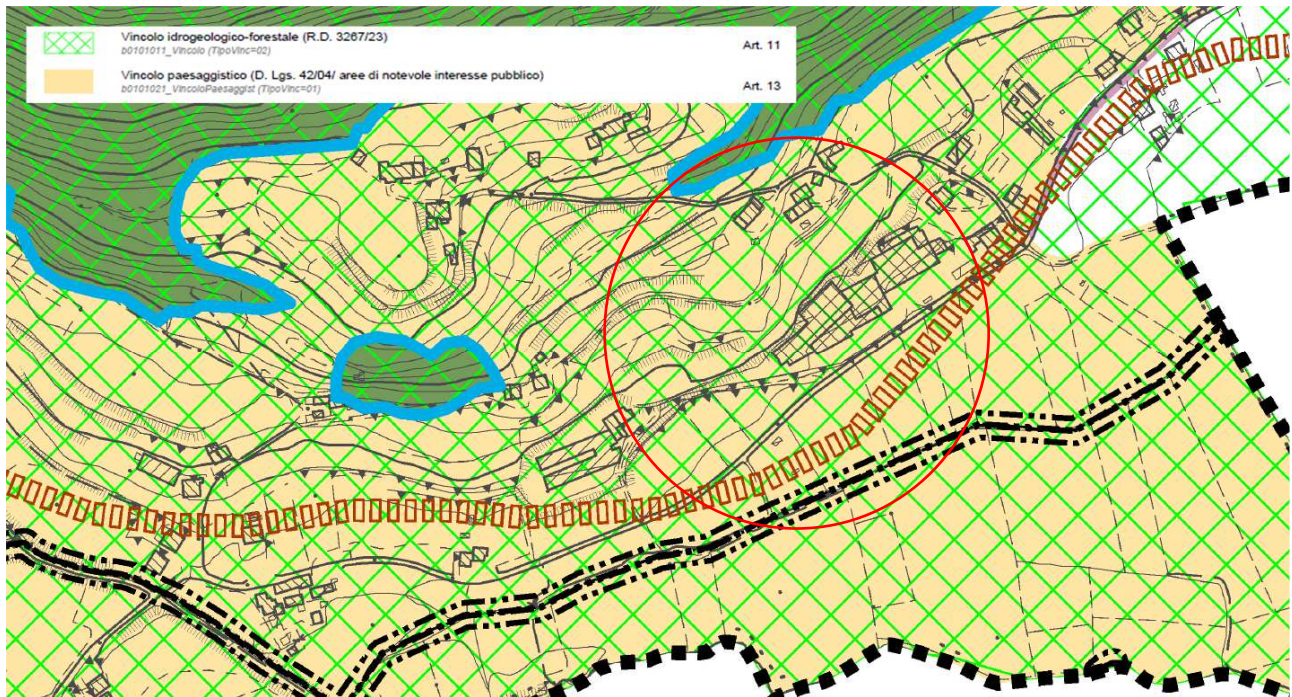 Vincolo idrogeologico-forestale (R.D. 3267/23)
b0101011_Vincolo (TipoVinc=02)
Art. 11
Vincolo paesaggistico (D. Lgs. 42/04/ aree di notevole interesse pubblico)
b0101021_VincoloPaesaggist (TipoVinc=01)
Art. 13